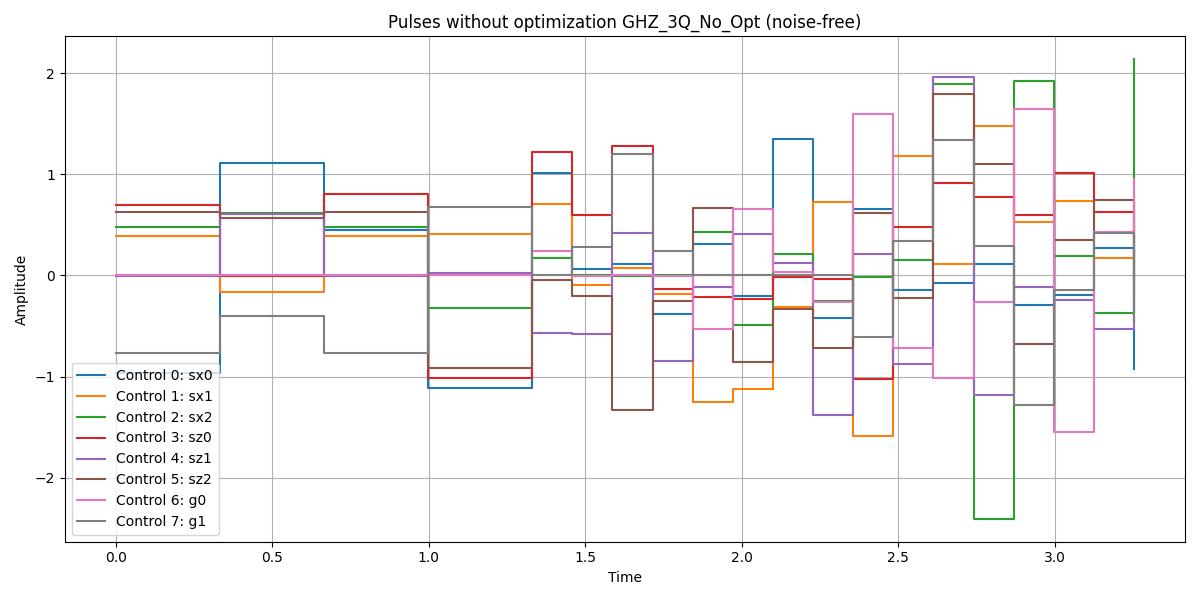 Pulses without optimization GHZ_3Q_No_Opt (noise-free)
Amplitude
2
1
0
−1
−2
Control 0: sx0
Control 1: sx1
Control 2: sx2
Control 3: sz0
Control 4: sz1
Control 5: sz2
Control 6: g0
Control 7: g1
0.0 0.5 1.0 1.5 2.0 2.5 3.0
Time